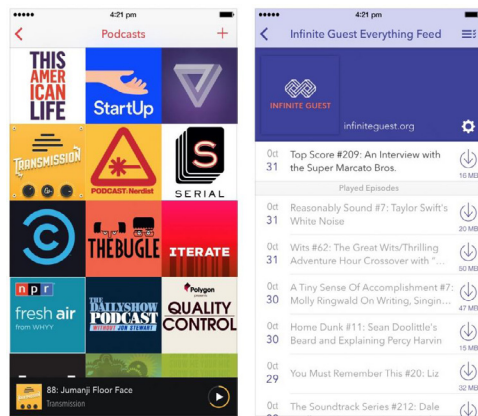 4:21 pm
Podcasts
THIS
AMER
ICAN
LIFE
StartUp
TRANSMISSION
PODCAST: Nerdist
SERIAL
THE BUGLE
ITERATE
npr
fresh air
from WHYY
THE
DAILYSHOW
PODCAST
WITHOUT JON STEWART
Polygon
QUALITY
CONTROL
88: Jumanji Floor Face
Transmission
4:21 pm
Infinite Guest Everything Feed
INFINITE GUEST
infiniteguest.org
Oct
31
Top Score #209: An Interview with
the Super Marcato Bros.
16 MB
Played Episodes
Oct
31
Reasonably Sound #7: Taylor Swift's
White Noise
20 MB
Oct
31
Wits #62: The Great Wits/Thrilling
Adventure Hour Crossover with "...
50 MB
Oct
30
A Tiny Sense Of Accomplishment #7:
Molly Ringwald On Writing, Singin...
47 MB
Oct
30
Home Dunk #11: Sean Doolittle's
Beard and Explaining Percy Harvin
15 MB
Oct
29
You Must Remember This #20: Liz
32 MB
Oct
The Soundtrack Series #212: Dale